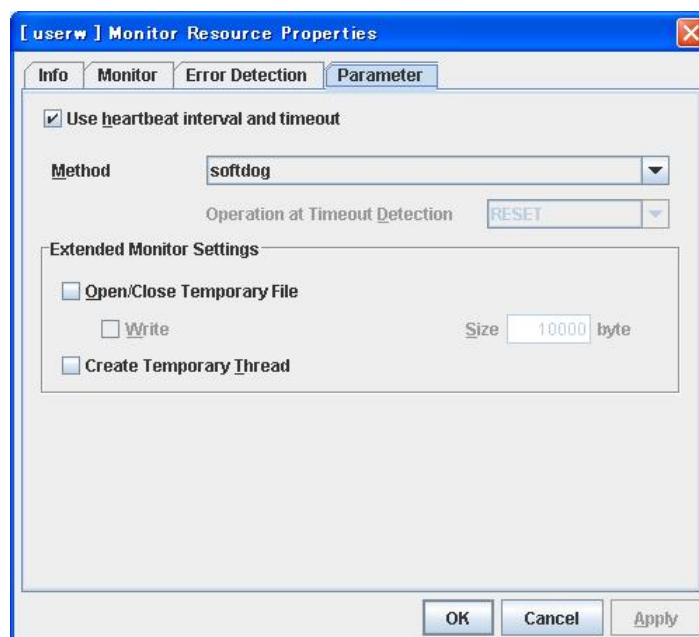 [ userw ] Monitor Resource Properties
Info Monitor Error Detection Parameter
Use heartbeat interval and timeout
Method softdog
Operation at Timeout Detection RESET
Extended Monitor Settings
Open/Close Temporary File
Write Size 10000 byte
Create Temporary Thread
OK Cancel Apply